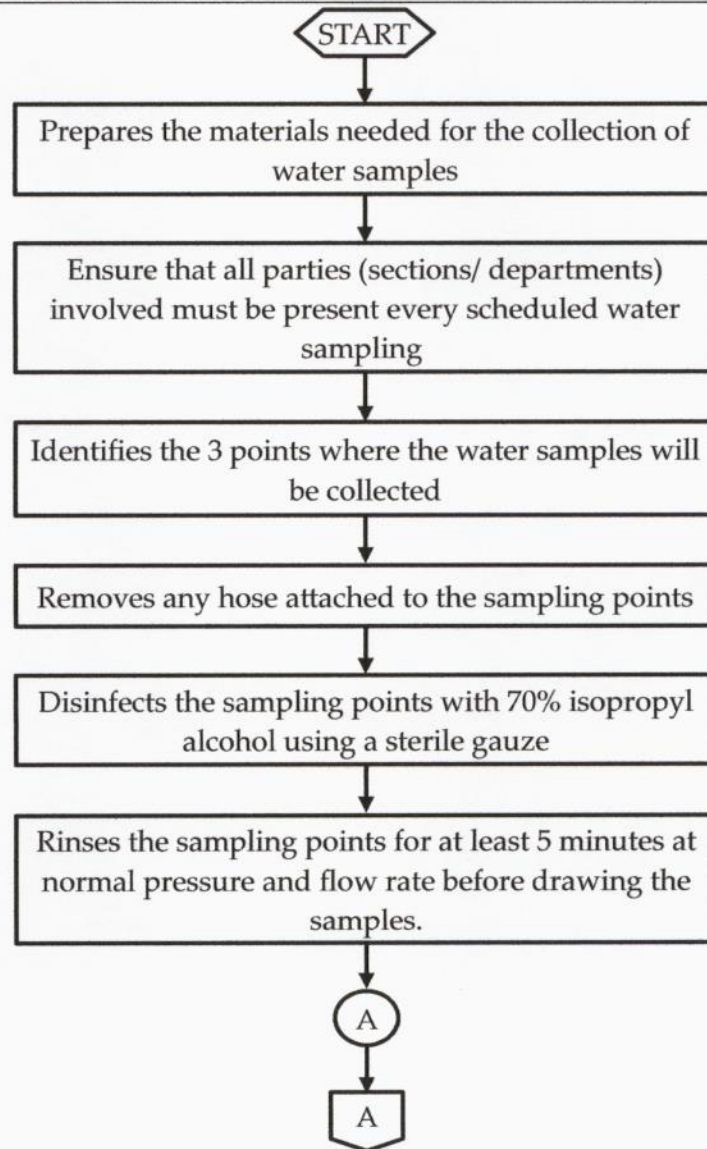 START
Prepares the materials needed for the collection of
water samples
Ensure that all parties (sections/ departments)
involved must be present every scheduled water
sampling
Identifies the 3 points where the water samples will
be collected
Removes any hose attached to the sampling points
Disinfects the sampling points with 70% isopropyl
alcohol using a sterile gauze
Rinses the sampling points for at least 5 minutes at
normal pressure and flow rate before drawing the
samples.
A
A